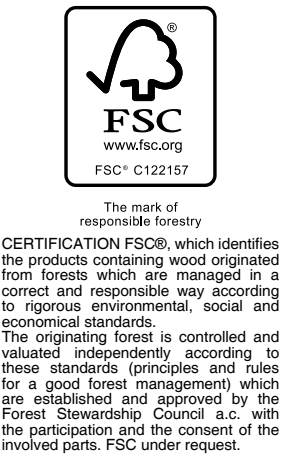 ®
FSC
www.fsc.org
FSC® C122157
The mark of
responsible forestry
CERTIFICATION FSC®, which identifies
the products containing wood originated
from forests which are managed in a
correct and responsible way according
to rigorous environmental, social and
economical standards.
The originating forest is controlled and
valuated independently according to
these standards (principles and rules
for a good forest management) which
are established and approved by the
Forest Stewardship Council a.c. with
the participation and the consent of the
involved parts. FSC under request.